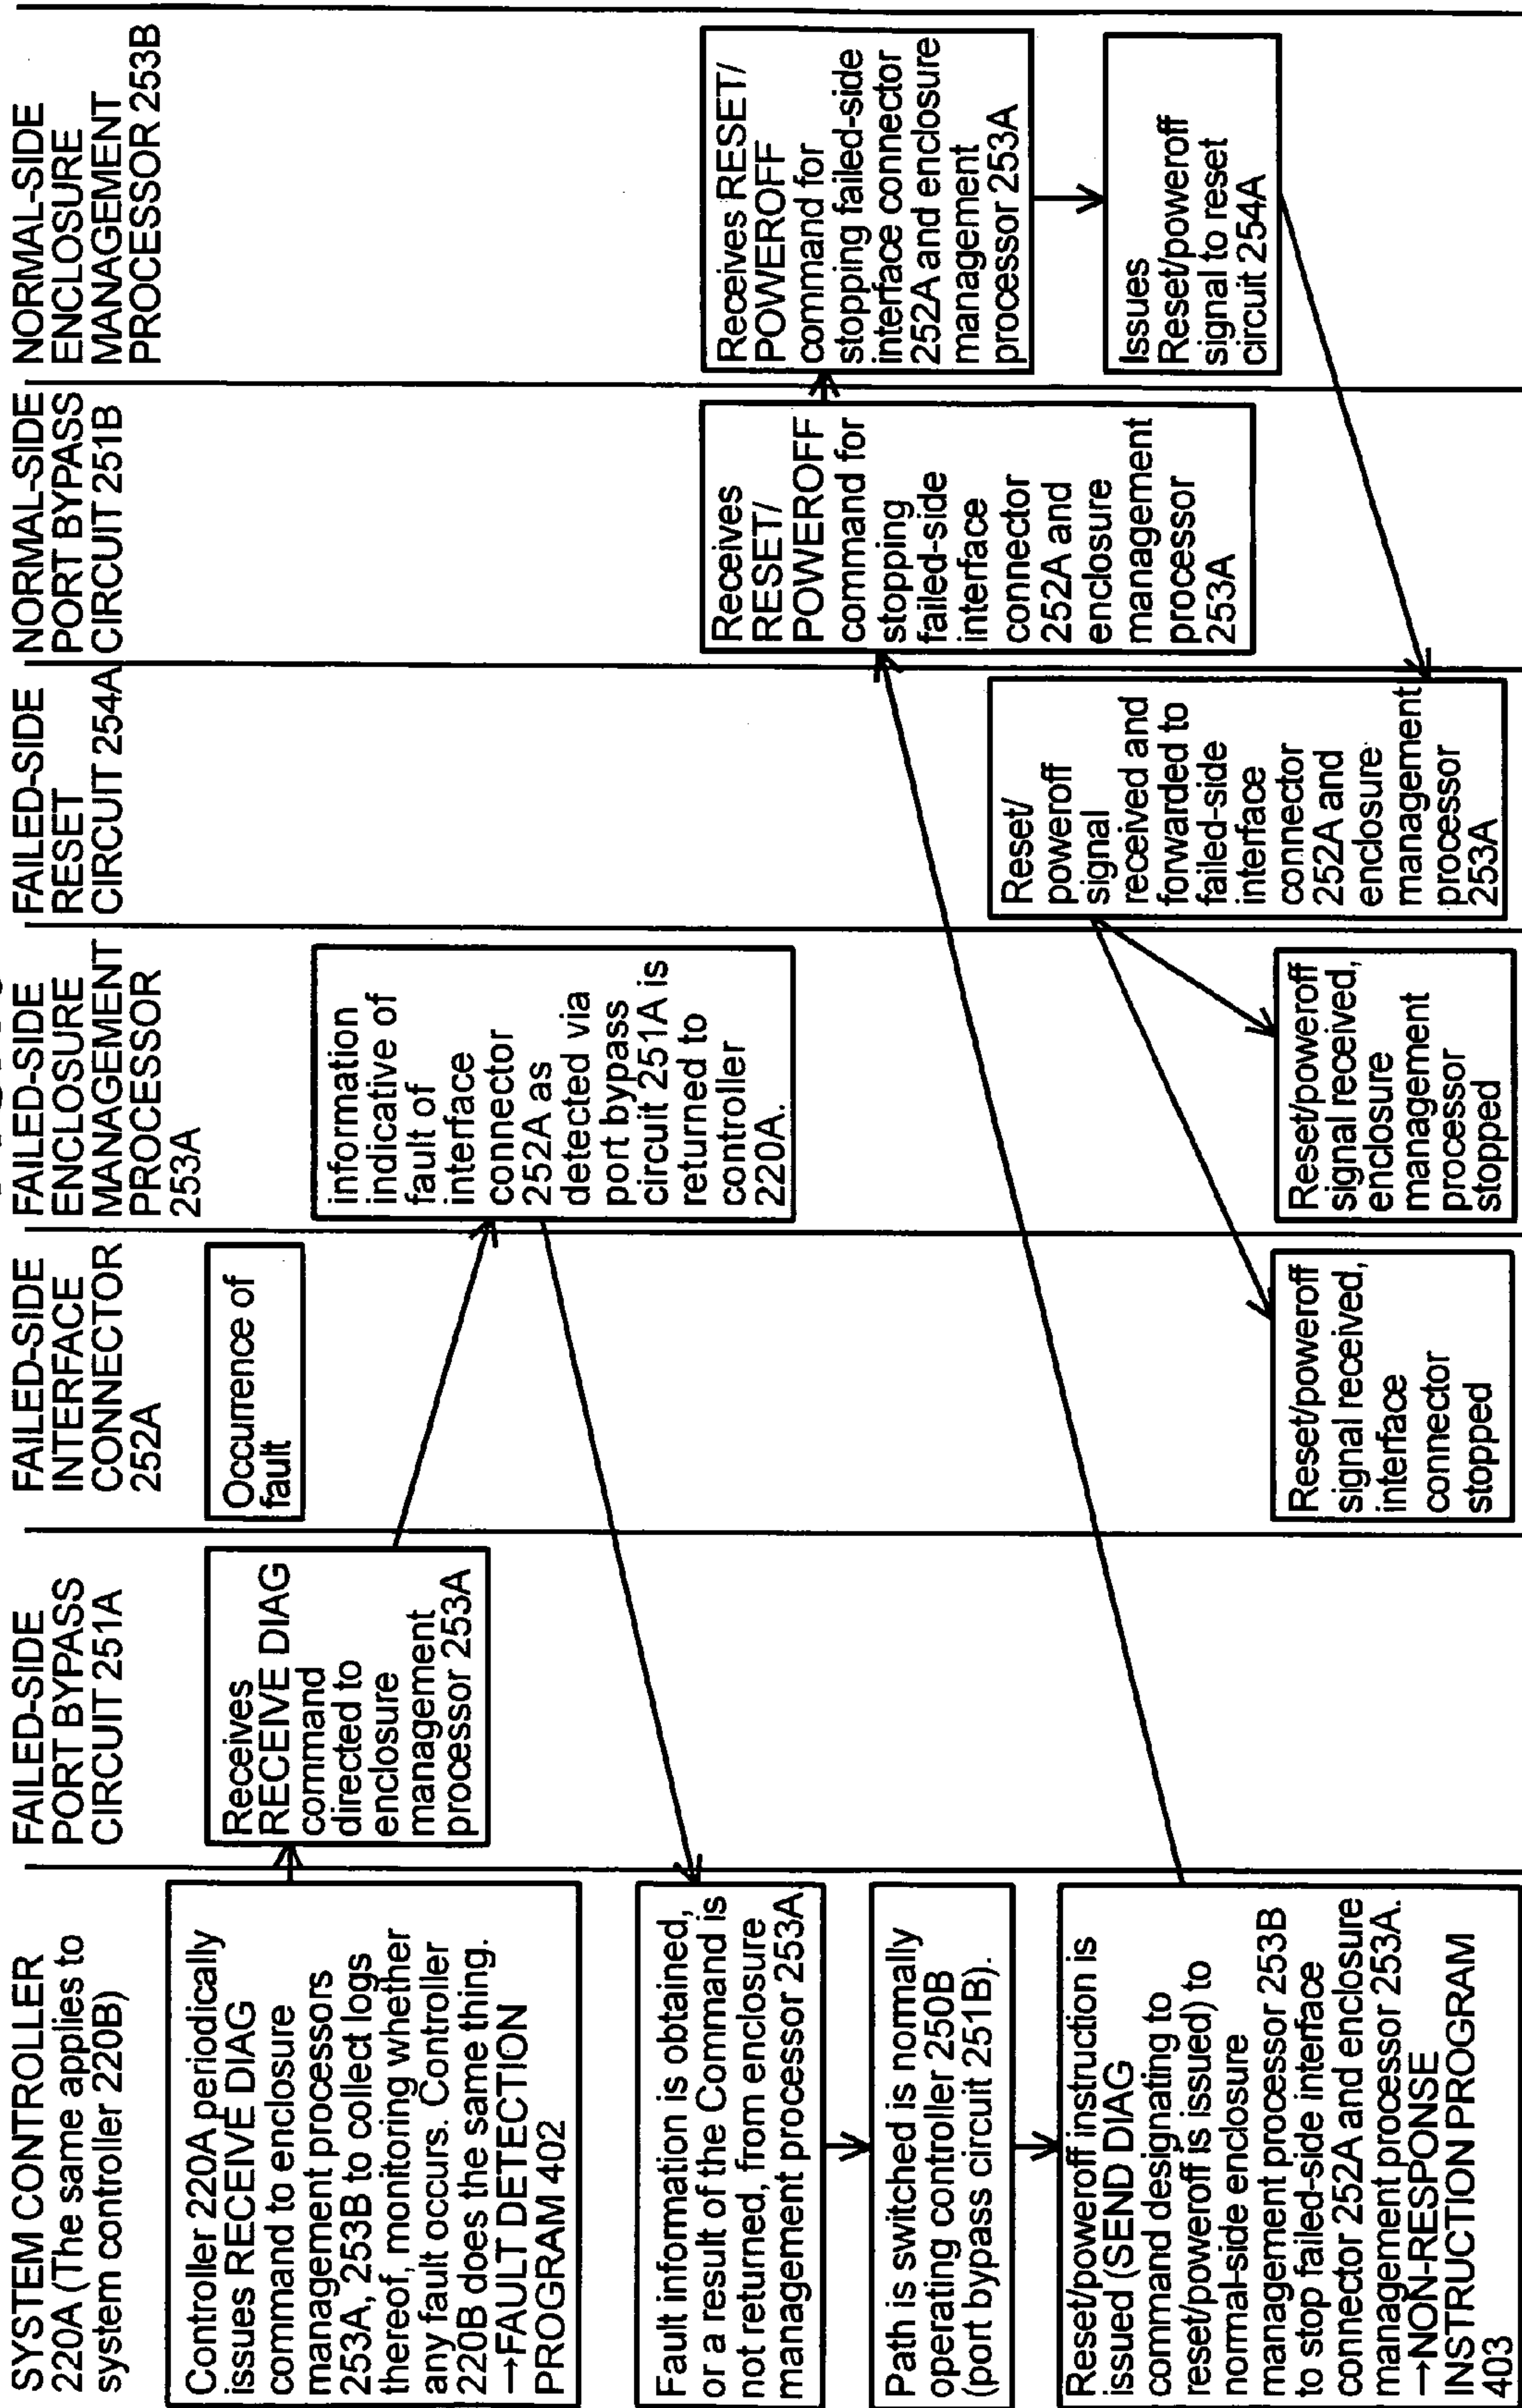 SYSTEM CONTROLLER
220A (The same applies to
system controller 220B)
Controller 220A periodically
issues RECEIVE DIAG
command to enclosure
management processors
253A, 253B to collect logs
thereof, monitoring whether
any fault occurs. Controller
220B does the same thing.
→FAULT DETECTION
PROGRAM 402
Fault information is obtained,
or a result of the Command is
not returned, from enclosure
management processor 253A
Path is switched is normally
operating controller 250B
(port bypass circuit 251B).
Reset/poweroff instruction is
issued (SEND DIAG
command designating to
reset/poweroff is issued) to
normal-side enclosure
management processor 253B
to stop failed-side interface
connector 252A and enclosure
management processor 253A.
→NON-RESPONSE
INSTRUCTION PROGRAM
403
FAILED-SIDE
PORT BYPASS
CIRCUIT 251A
Receives
RECEIVE DIAG
command
directed to
enclosure
management
processor 253A
FAILED-SIDE
INTERFACE
CONNECTOR
252A
Occurrence of
fault
Reset/poweroff
signal received,
interface
connector
stopped
FAILED-SIDE
ENCLOSURE
MANAGEMENT
PROCESSOR
253A
information
indicative of
fault of
interface
connector
252A as
detected via
port bypass
circuit 251A is
returned to
controller
220A.
Reset/poweroff
signal received,
enclosure
management
processor
stopped
FAILED-SIDE
RESET
CIRCUIT 254A
Reset/
poweroff
signal
received and
forwarded to
failed-side
interface
connector
252A and
enclosure
management
processor
253A
NORMAL-SIDE
PORT BYPASS
CIRCUIT 251B
Receives
RESET/
POWEROFF
command for
stopping
failed-side
interface
connector
252A and
enclosure
management
processor
253A
NORMAL-SIDE
ENCLOSURE
MANAGEMENT
PROCESSOR 253B
Receives RESET/
POWEROFF
command for
stopping failed-side
interface connector
252A and enclosure
management
processor 253A
Issues
Reset/poweroff
signal to reset
circuit 254A